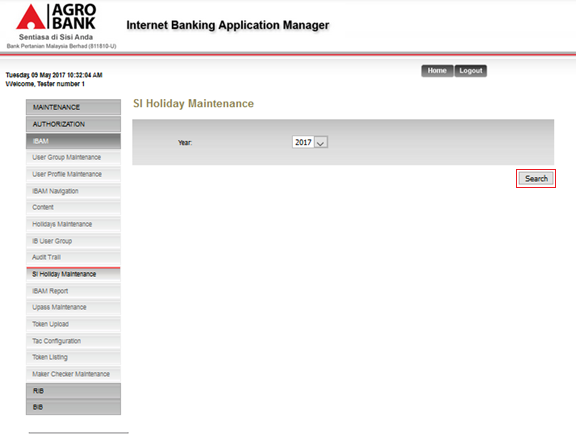 AGRO
BANK
Sentiasa di Sisi Anda
Bank Pertanian Malaysia Berhad (811810-U)
Internet Banking Application Manager
Tuesday, 09 May 2017 10:32:04 AM
Welcome, Tester number 1
Home
Logout
MAINTENANCE
AUTHORIZATION
IBAM
User Group Maintenance
User Profile Maintenance
IBAM Navigation
Content
Holidays Maintenance
IB User Group
Audit Trail
SI Holiday Maintenance
IBAM Report
Upass Maintenance
Token Upload
Tac Configuration
Token Listing
Maker Checker Maintenance
RIB
BIB
SI Holiday Maintenance
Year:
2017
Search